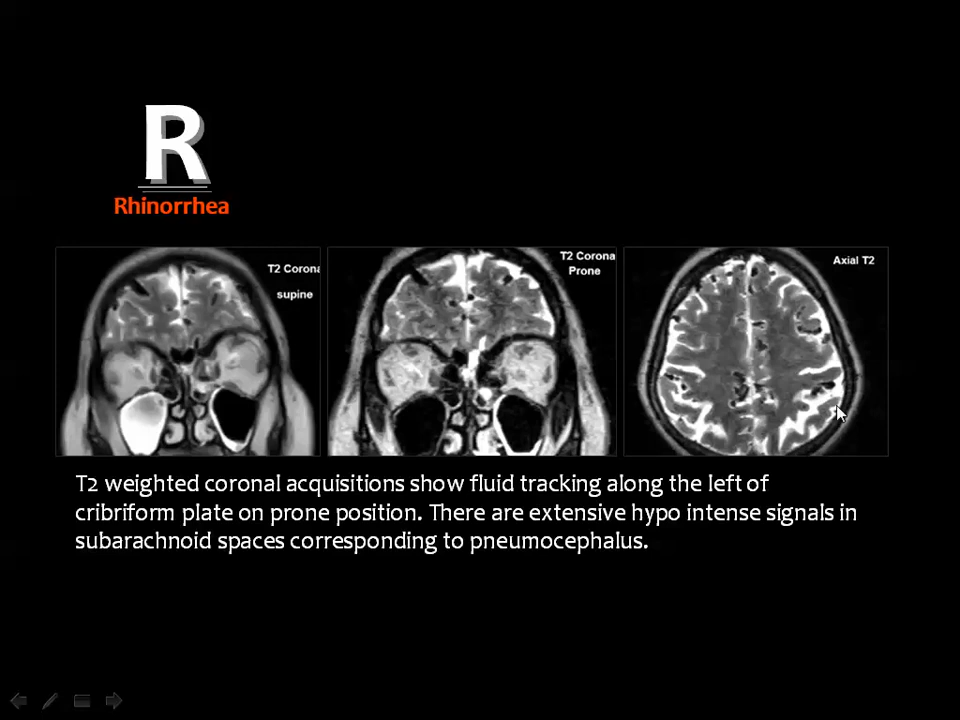 R
Rhinorrhea
T2 Corona
supine
T2 Corona
Prone
Axial T2
T2 weighted coronal acquisitions show fluid tracking along the left of
cribriform plate on prone position. There are extensive hypo intense signals in
subarachnoid spaces corresponding to pneumocephalus.